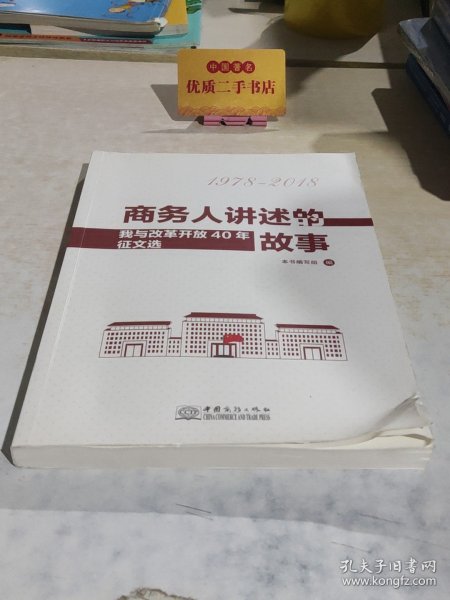 中国著名
优质二手书店
1978-2018
商务人讲述的
故事
我与改革开放40年
征文选
本书编写组 编
中国商务出版社
CHINA COMMERCE AND TRADE PRESS
孔夫子旧书网
www.kongfz.com